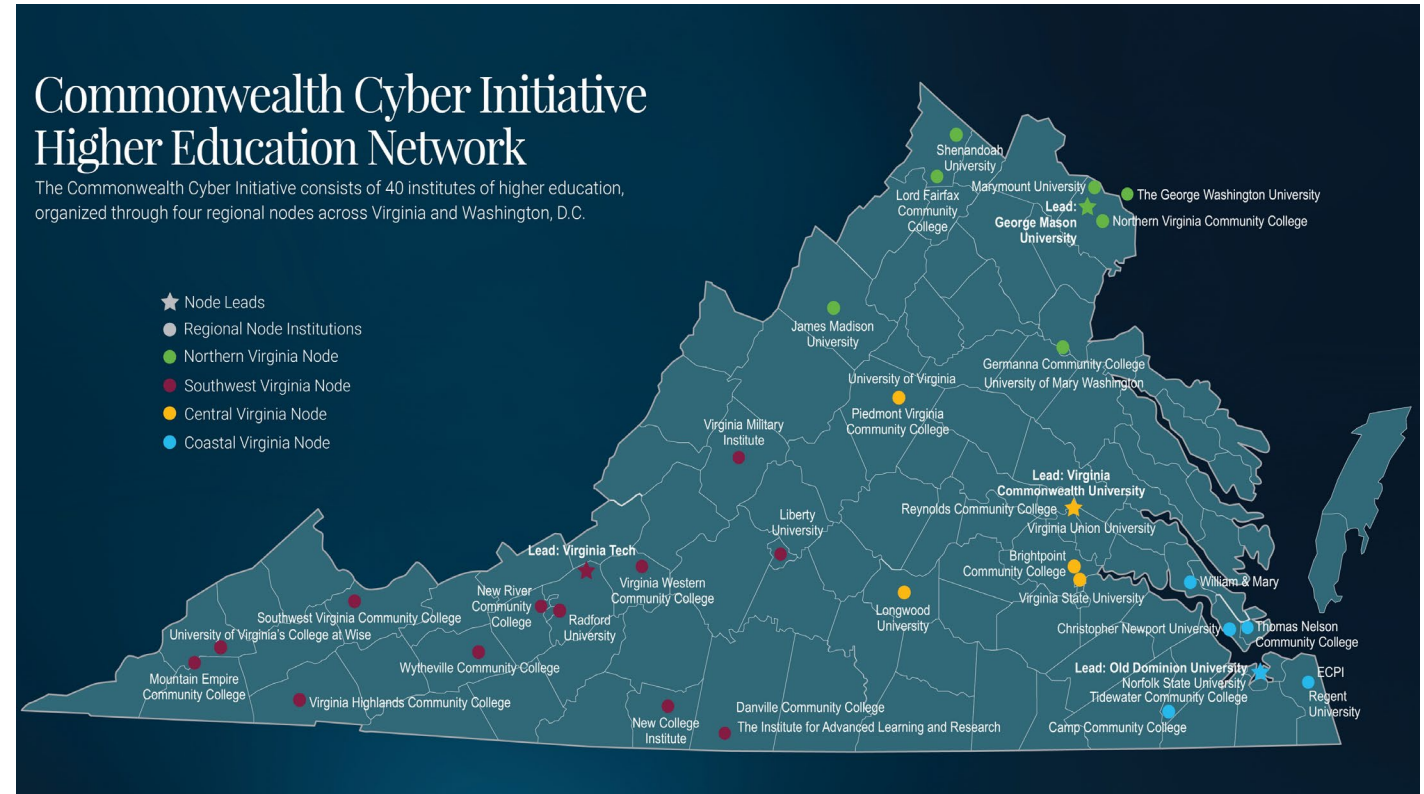 Commonwealth Cyber Initiative
Higher Education Network
The Commonwealth Cyber Initiative consists of 40 institutes of higher education,
organized through four regional nodes across Virginia and Washington, D.C.
Node Leads
Regional Node Institutions
Northern Virginia Node
Southwest Virginia Node
Central Virginia Node
Coastal Virginia Node
Shenandoah
University
Lord Fairfax
Community
College
Marymount University
The George Washington University
Lead:
George Mason
University
Northern Virginia Community College
James Madison
University
Germanna Community College
University of Mary Washington
University of Virginia
Piedmont Virginia
Community College
Virginia Military
Institute
Lead: Virginia
Commonwealth University
Reynolds Community College
Virginia Union University
Liberty
University
Brightpoint
Community College
Virginia State University
Longwood
University
Lead: Virginia Tech
Virginia Western
Community College
New River
Community
College
Radford
University
Southwest Virginia Community College
University of Virginia's College at Wise
Mountain Empire
Community College
Wytheville Community College
Virginia Highlands Community College
New College
Institute
Danville Community College
The Institute for Advanced Learning and Research
William & Mary
Christopher Newport University
Thomas Nelson
Community College
Lead: Old Dominion University
Norfolk State University
Tidewater Community College
Camp Community College
ECPI
Regent
University